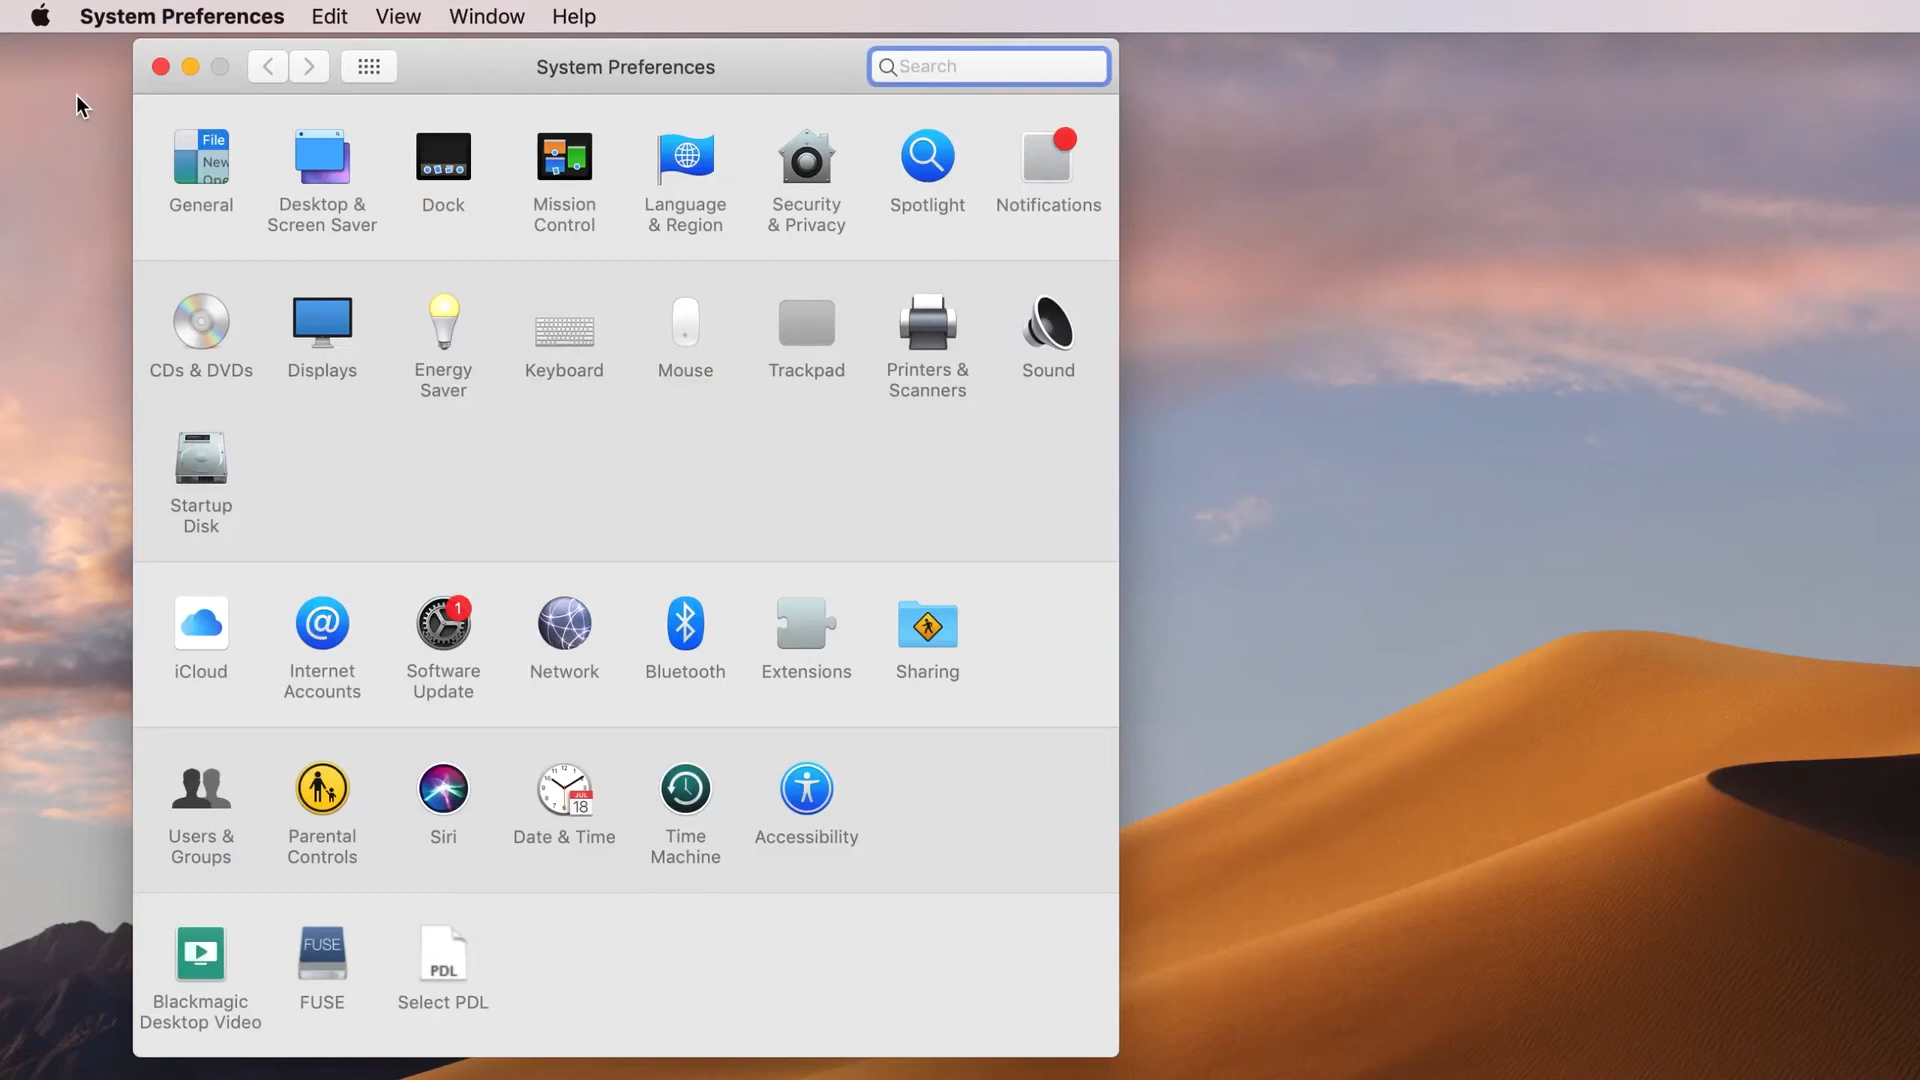 System Preferences Edit View Window Help
System Preferences
Search
File
New
Ope
General
Desktop &
Screen Saver
Dock
Mission
Control
Language
& Region
Security
& Privacy
Spotlight
Notifications
CDs & DVDs
Displays
Energy
Saver
Keyboard
Mouse
Trackpad
Printers &
Scanners
Sound
Startup
Disk
iCloud
@
Internet
Accounts
1
Software
Update
Network
Bluetooth
Extensions
Sharing
Users &
Groups
Parental
Controls
Siri
JUL
18
Date & Time
Time
Machine
Accessibility
Blackmagic
Desktop Video
FUSE
FUSE
PDL
Select PDL